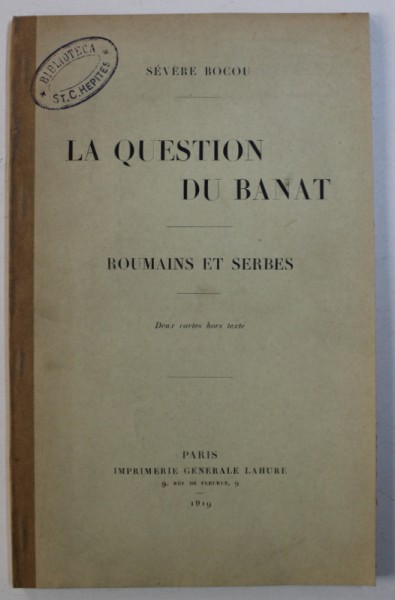 BIBLIOTECA
ST. C. HEPITES
SÉVÈRE BOCOU
LA QUESTION
DU BANAT
ROUMAINS ET SERBES
Deux cartes hors texte
PARIS
IMPRIMERIE GÉNÉRALE LAHURE
9, RUE DE FLEURUS, 9
1919